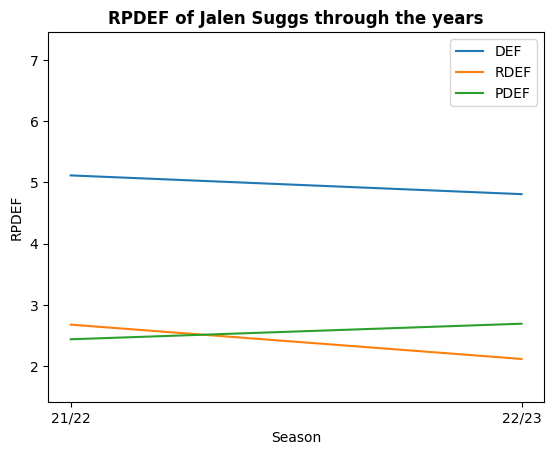 RPDEF of Jalen Suggs through the years
7
6
5
4
3
2
RPDEF
DEF
RDEF
PDEF
21/22
22/23
Season